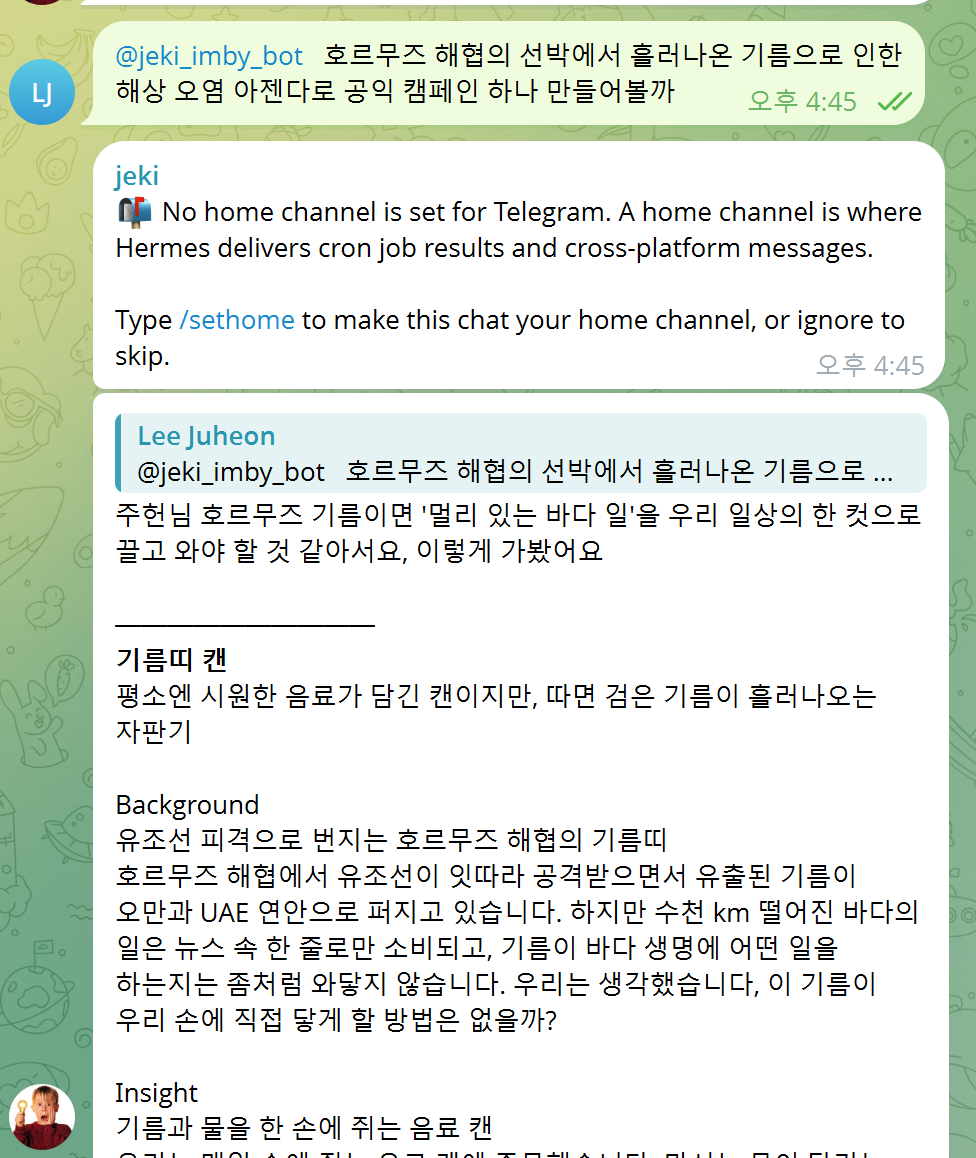 @jeki_imby_bot 호르무즈 해협의 선박에서 흘러나온 기름으로 인한
해상 오염 아젠다로 공익 캠페인 하나 만들어볼까
오후 4:45
LJ
jeki
📬 No home channel is set for Telegram. A home channel is where
Hermes delivers cron job results and cross-platform messages.
Type /sethome to make this chat your home channel, or ignore to
skip.
오후 4:45
Lee Juheon
@jeki_imby_bot 호르무즈 해협의 선박에서 흘러나온 기름으로 ...
주헌님 호르무즈 기름이면 '멀리 있는 바다 일'을 우리 일상의 한 컷으로
끌고 와야 할 것 같아서요, 이렇게 가봤어요
기름띠 캔
평소엔 시원한 음료가 담긴 캔이지만, 따면 검은 기름이 흘러나오는
자판기
Background
유조선 피격으로 번지는 호르무즈 해협의 기름띠
호르무즈 해협에서 유조선이 잇따라 공격받으면서 유출된 기름이
오만과 UAE 연안으로 퍼지고 있습니다. 하지만 수천 km 떨어진 바다의
일은 뉴스 속 한 줄로만 소비되고, 기름이 바다 생명에 어떤 일을
하는지는 좀처럼 와닿지 않습니다. 우리는 생각했습니다, 이 기름이
우리 손에 직접 닿게 할 방법은 없을까?
Insight
기름과 물을 한 손에 쥐는 음료 캔